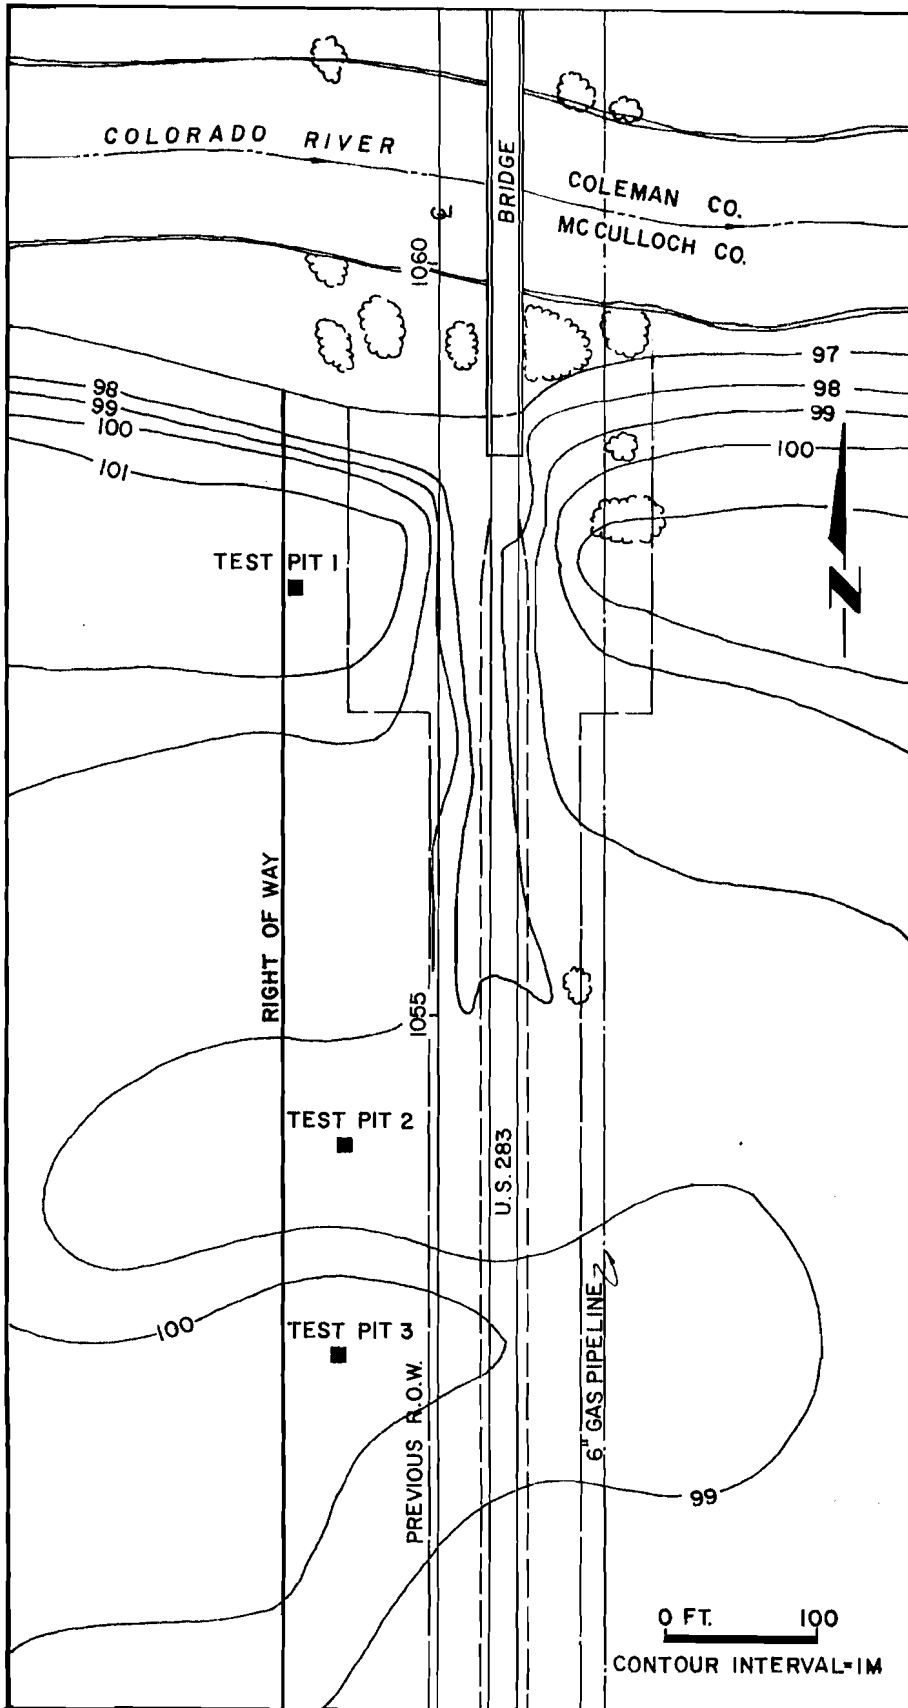 COLORADO RIVER
BRIDGE
COLEMAN CO.
MC CULLOCH CO.
℄
1060
97
98
99
100
101
98
99
100
TEST PIT 1
N
RIGHT OF WAY
1055
TEST PIT 2
U.S. 283
6" GAS PIPELINE
100
TEST PIT 3
PREVIOUS R.O.W.
99
0 FT. 100
CONTOUR INTERVAL=1M